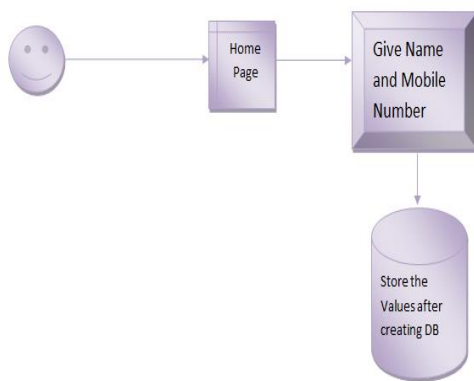 Home
Page
Give Name
and Mobile
Number
Store the
Values after
creating DB